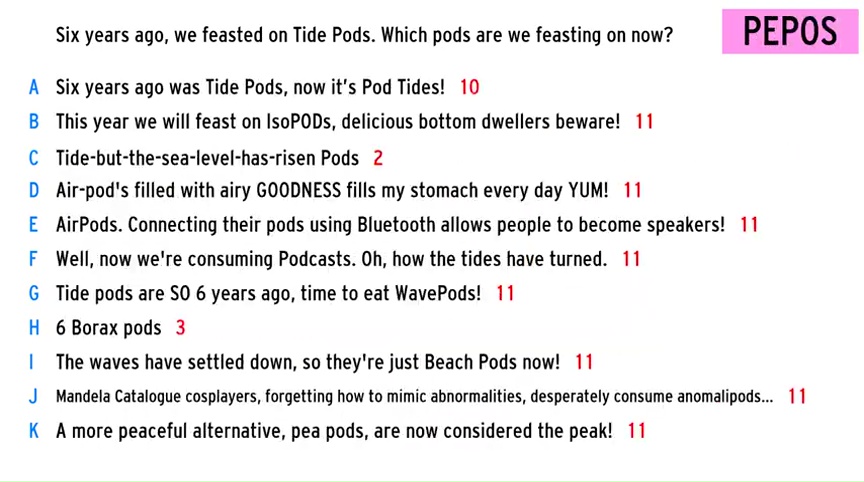 Six years ago, we feasted on Tide Pods. Which pods are we feasting on now?
PEPOS
A Six years ago was Tide Pods, now it's Pod Tides! 10
B This year we will feast on IsoPODs, delicious bottom dwellers beware! 11
C Tide-but-the-sea-level-has-risen Pods 2
D Air-pod's filled with airy GOODNESS fills my stomach every day YUM! 11
E AirPods. Connecting their pods using Bluetooth allows people to become speakers! 11
F Well, now we're consuming Podcasts. Oh, how the tides have turned. 11
G Tide pods are SO 6 years ago, time to eat WavePods! 11
H 6 Borax pods 3
I The waves have settled down, so they're just Beach Pods now! 11
J Mandela Catalogue cosplayers, forgetting how to mimic abnormalities, desperately consume anomalipods... 11
K A more peaceful alternative, pea pods, are now considered the peak! 11